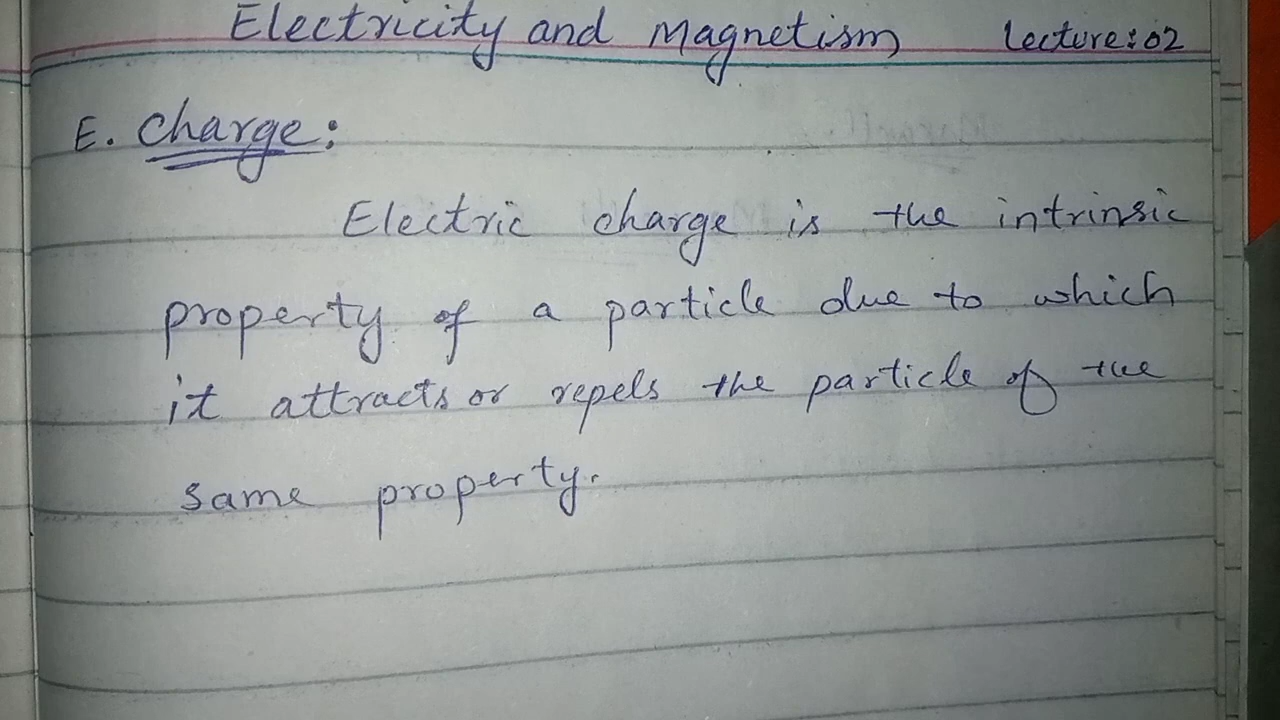 Electricity and Magnetism Lecture: 02
E. Charge:
Electric charge is the intrinsic
property of a particle due to which
it attracts or repels the particle of the
same property.